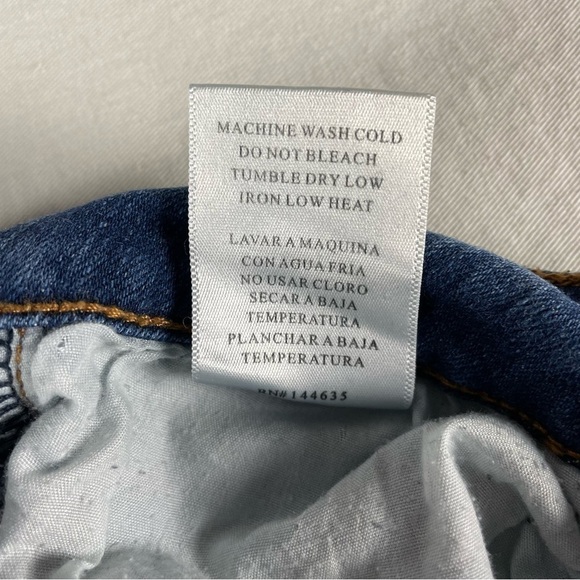 MACHINE WASH COLD
DO NOT BLEACH
TUMBLE DRY LOW
IRON LOW HEAT
LAVAR A MAQUINA
CON AGUA FRIA
NO USAR CLORO
SECAR A BAJA
TEMPERATURA
PLANCHAR A BAJA
TEMPERATURA
RN# 144635